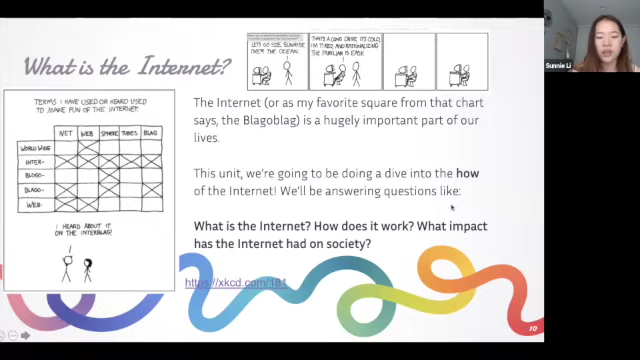 What is the Internet?
LET'S GO SEE SUNRISE
OVER THE OCEAN.
THAT'S A LONG DRIVE, IT'S COLD,
I'M TIRED, AND RATIONALIZING
THE FAMILIAR IS EASY.
Sunnie Li
TERMS I HAVE USED OR HEARD USED
TO MAKE FUN OF THE INTERNET:
NET WEB SPHERE TUBES BLAG
WORLD WIDE
INTER-
BLOGO-
BLAGO-
WEB-
I HEARD ABOUT IT
ON THE INTERBLAG!
The Internet (or as my favorite square from that chart
says, the Blagoblag) is a hugely important part of our
lives.
This unit, we're going to be doing a dive into the how
of the Internet! We'll be answering questions like:
What is the Internet? How does it work? What impact
has the Internet had on society?
https://xkcd.com/181
10